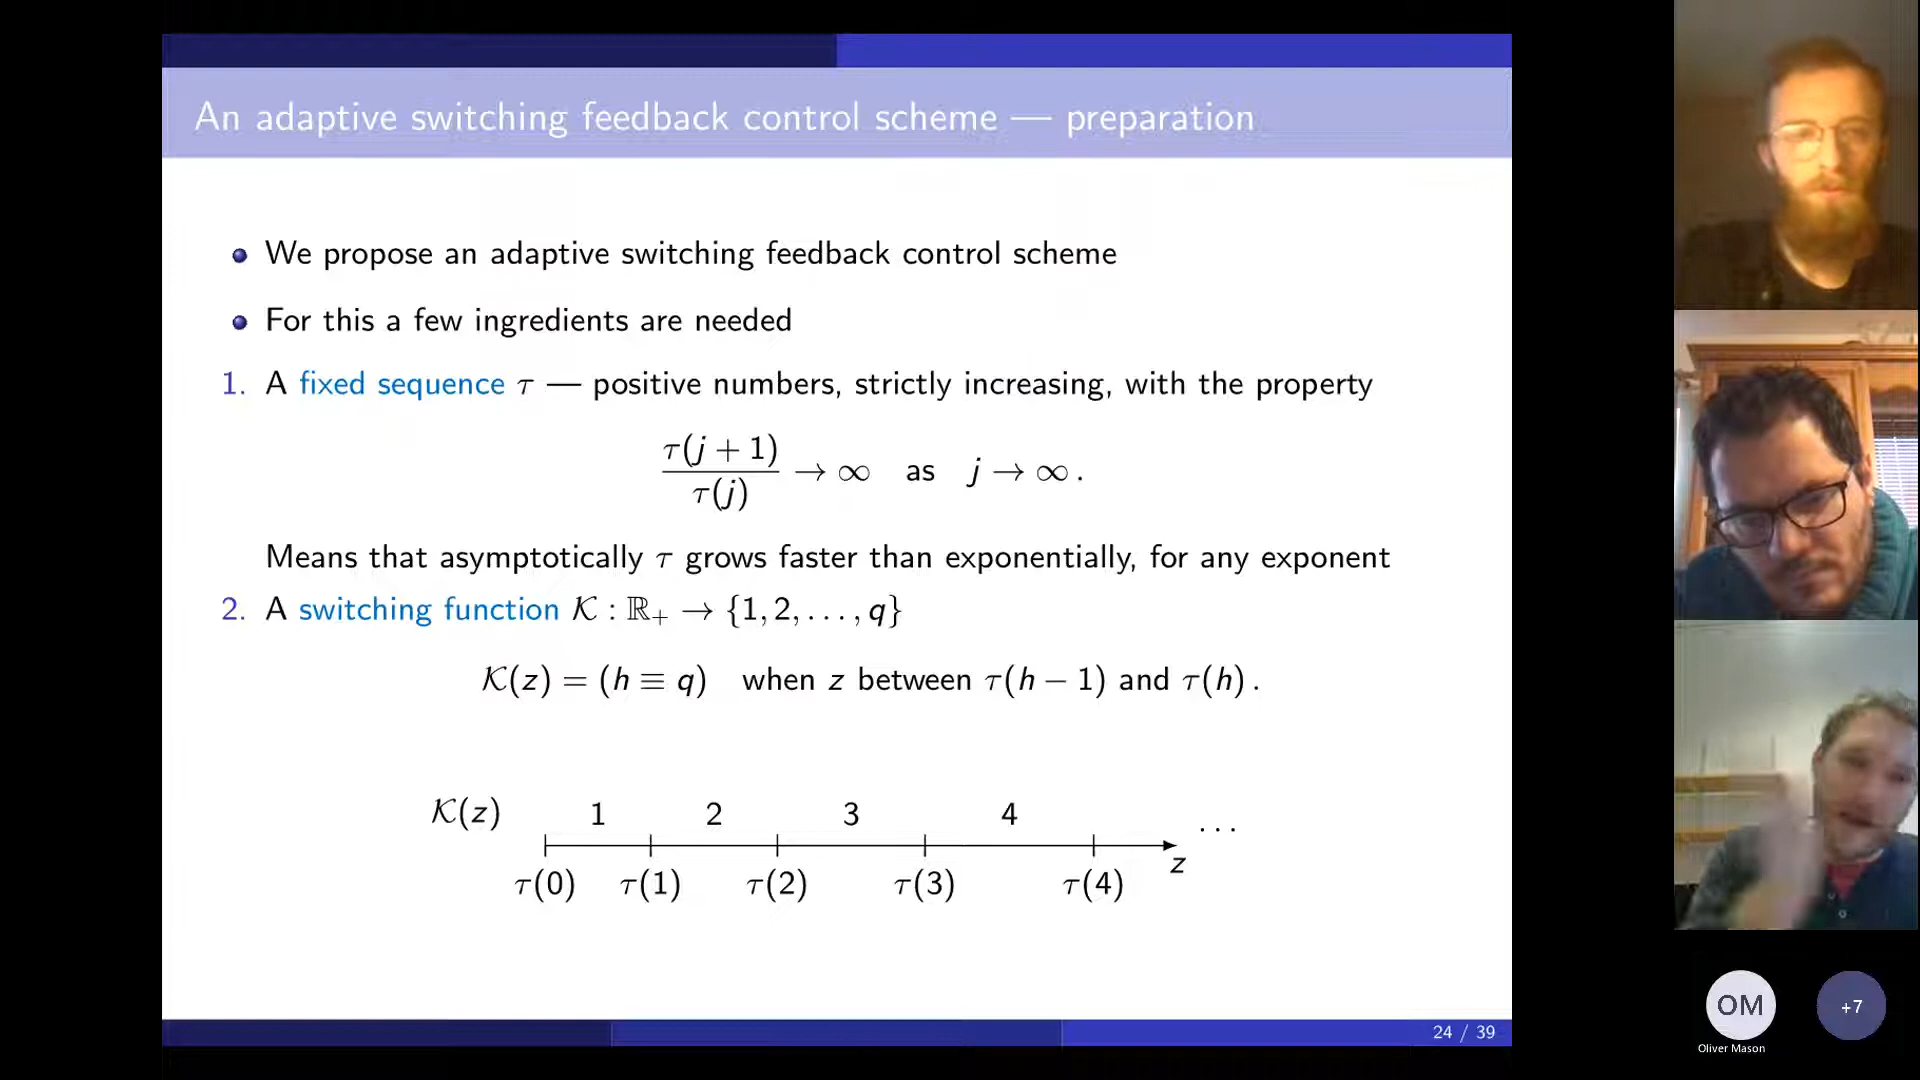 An adaptive switching feedback control scheme — preparation
We propose an adaptive switching feedback control scheme
For this a few ingredients are needed
1. A fixed sequence τ — positive numbers, strictly increasing, with the property
τ(j + 1)
τ(j)
→ ∞ as j → ∞ .
Means that asymptotically τ grows faster than exponentially, for any exponent
2. A switching function 𝒦 : ℝ₊ → {1, 2, . . . , q}
𝒦(z) = (h ≡ q) when z between τ(h − 1) and τ(h) .
𝒦(z) 1 2 3 4 . . .
z
τ(0) τ(1) τ(2) τ(3) τ(4)
24 / 39
OM
+7
Oliver Mason